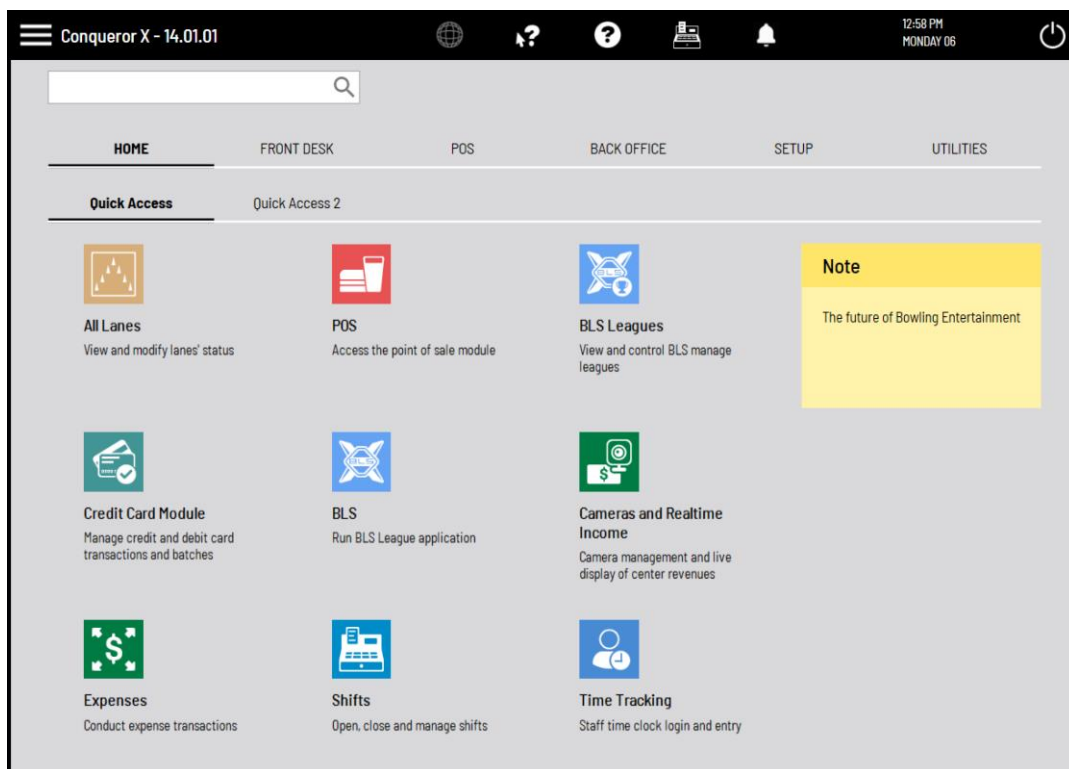 Conqueror X - 14.01.01
12:58 PM
MONDAY 06
HOME
FRONT DESK
POS
BACK OFFICE
SETUP
UTILITIES
Quick Access
Quick Access 2
All Lanes
View and modify lanes' status
POS
Access the point of sale module
BLS
BLS Leagues
View and control BLS manage
leagues
Note
The future of Bowling Entertainment
Credit Card Module
Manage credit and debit card
transactions and batches
BLS
BLS
Run BLS League application
$
Cameras and Realtime
Income
Camera management and live
display of center revenues
$
Expenses
Conduct expense transactions
Shifts
Open, close and manage shifts
Time Tracking
Staff time clock login and entry